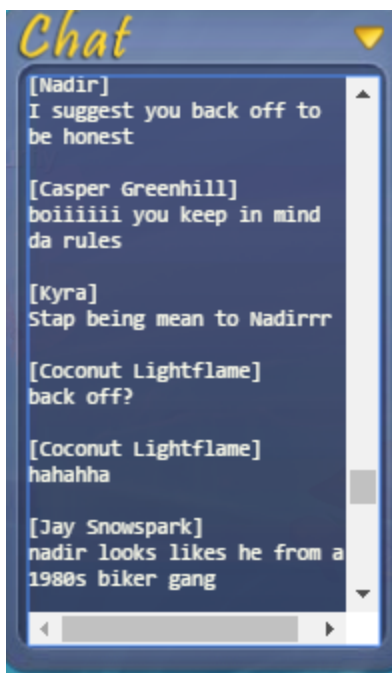 Chat
[Nadir]
I suggest you back off to
be honest
[Casper Greenhill]
boiiiiii you keep in mind
da rules
[Kyra]
Stap being mean to Nadirrr
[Coconut Lightflame]
back off?
[Coconut Lightflame]
hahahha
[Jay Snowspark]
nadir looks likes he from a
1980s biker gang